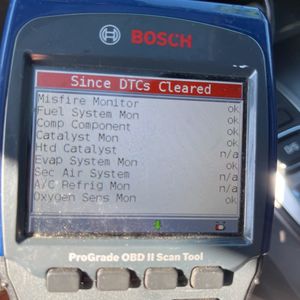 BOSCH
Since DTCs Cleared
Misfire Monitor ok
Fuel System Mon ok
Comp Component ok
Catalyst Mon ok
Htd Catalyst n/a
Evap System Mon ok
Sec Air System n/a
A/C Refrig Mon n/a
Oxygen Sens Mon ok
ProGrade OBD II Scan Tool